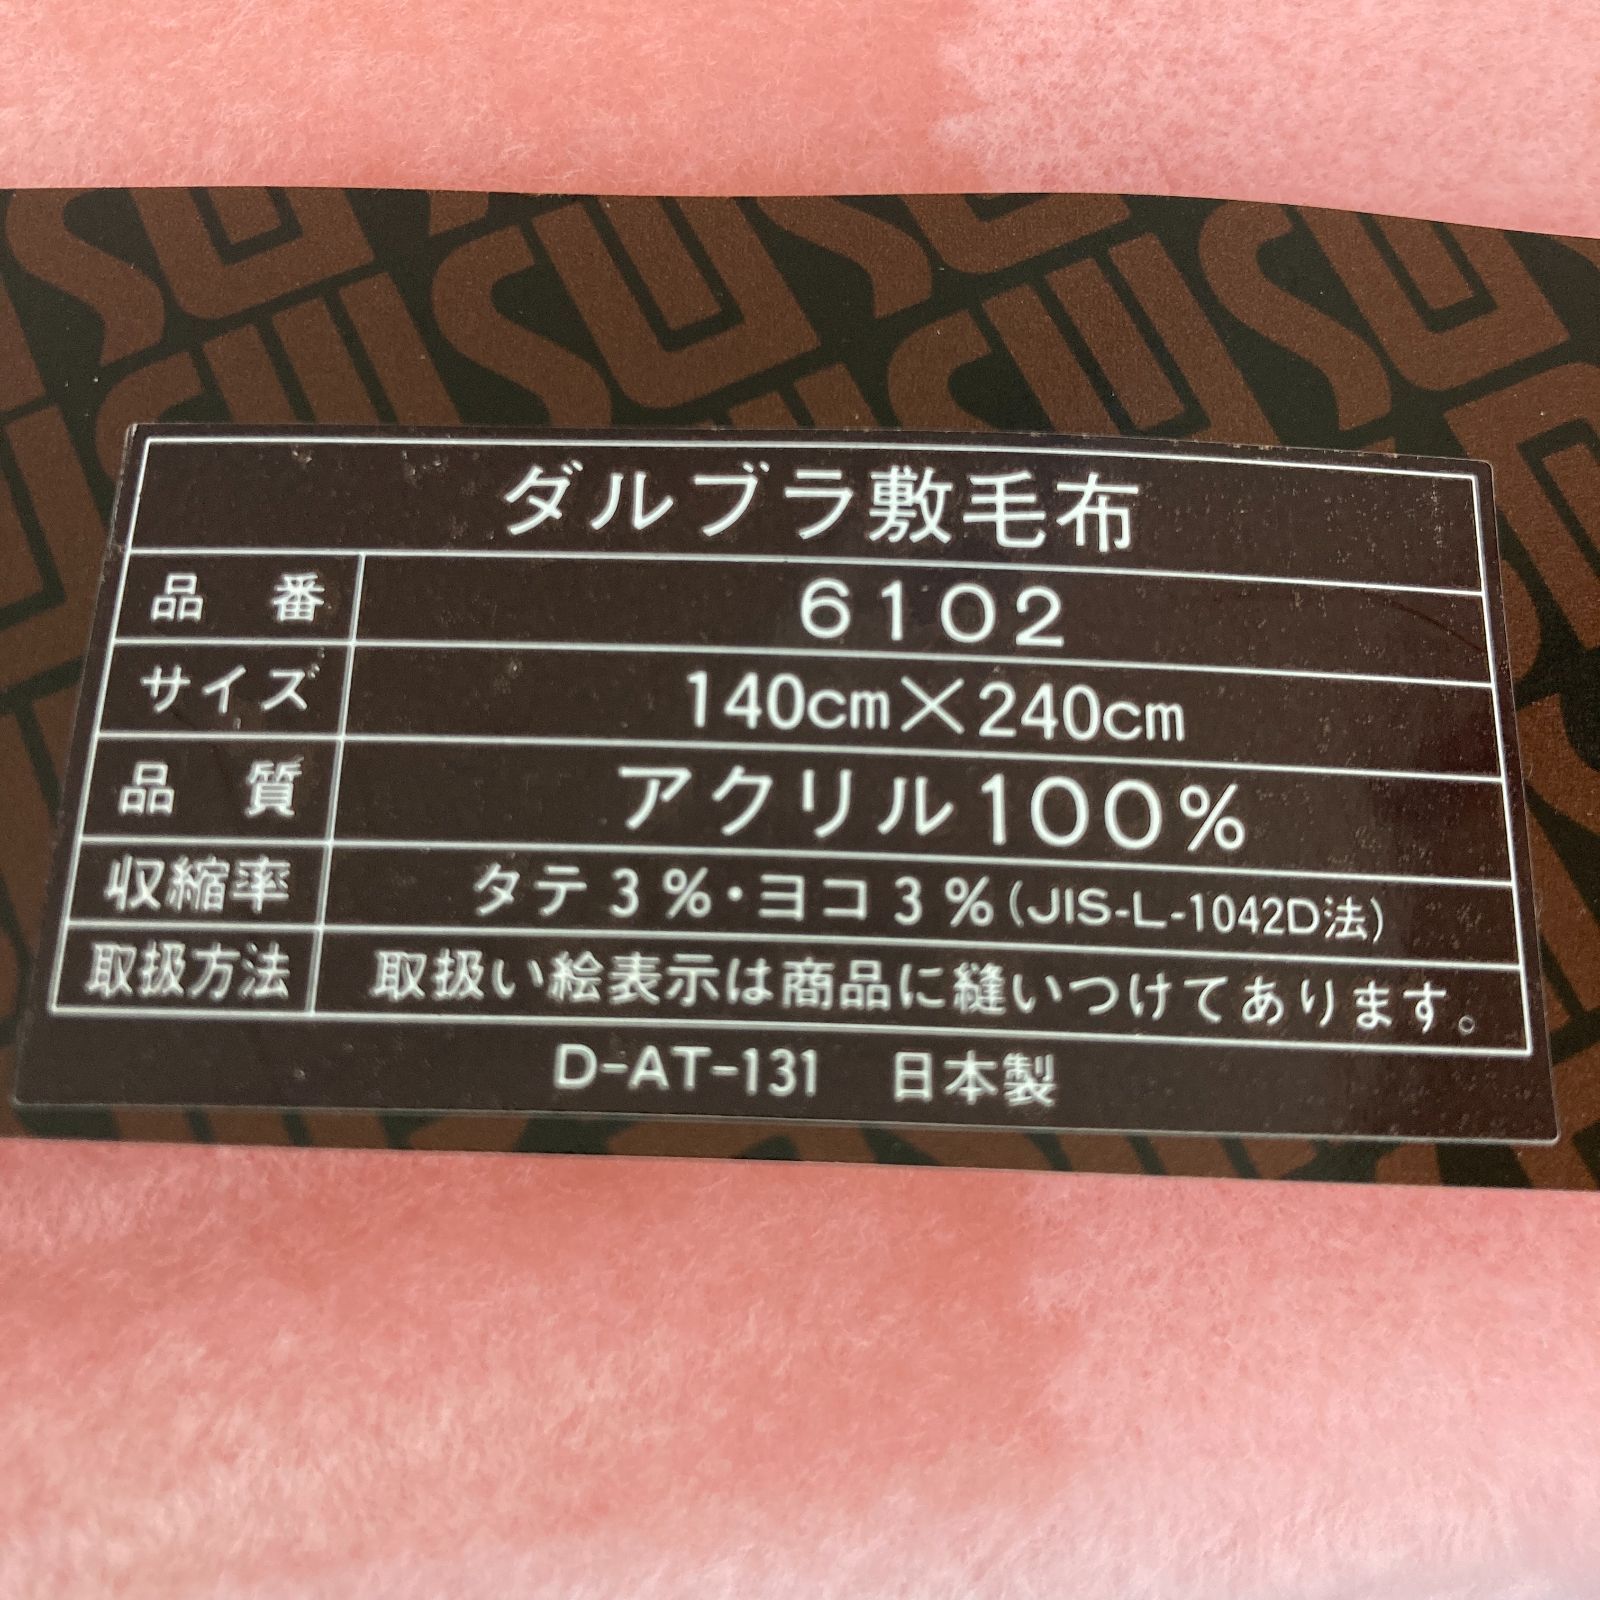 ダルブラ敷毛布
品 番 6102
サイズ 140cm×240cm
品 質 アクリル100%
収縮率 タテ3%・ヨコ3%(JIS-L-1042D法)
取扱方法 取扱い絵表示は商品に縫いつけてあります。
D-AT-131 日本製